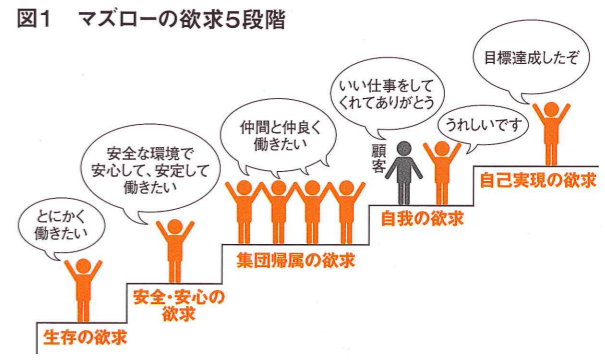 図1 マズローの欲求5段階
とにかく
働きたい
生存の欲求
安全な環境で
安心して、安定して
働きたい
安全・安心の
欲求
仲間と仲良く
働きたい
集団帰属の欲求
いい仕事をして
くれてありがとう
顧客
うれしいです
自我の欲求
目標達成したぞ
自己実現の欲求